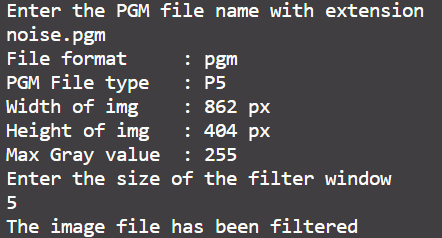 Enter the PGM file name with extension
noise.pgm
File format    : pgm
PGM File type  : P5
Width of img   : 862 px
Height of img  : 404 px
Max Gray value : 255
Enter the size of the filter window
5
The image file has been filtered